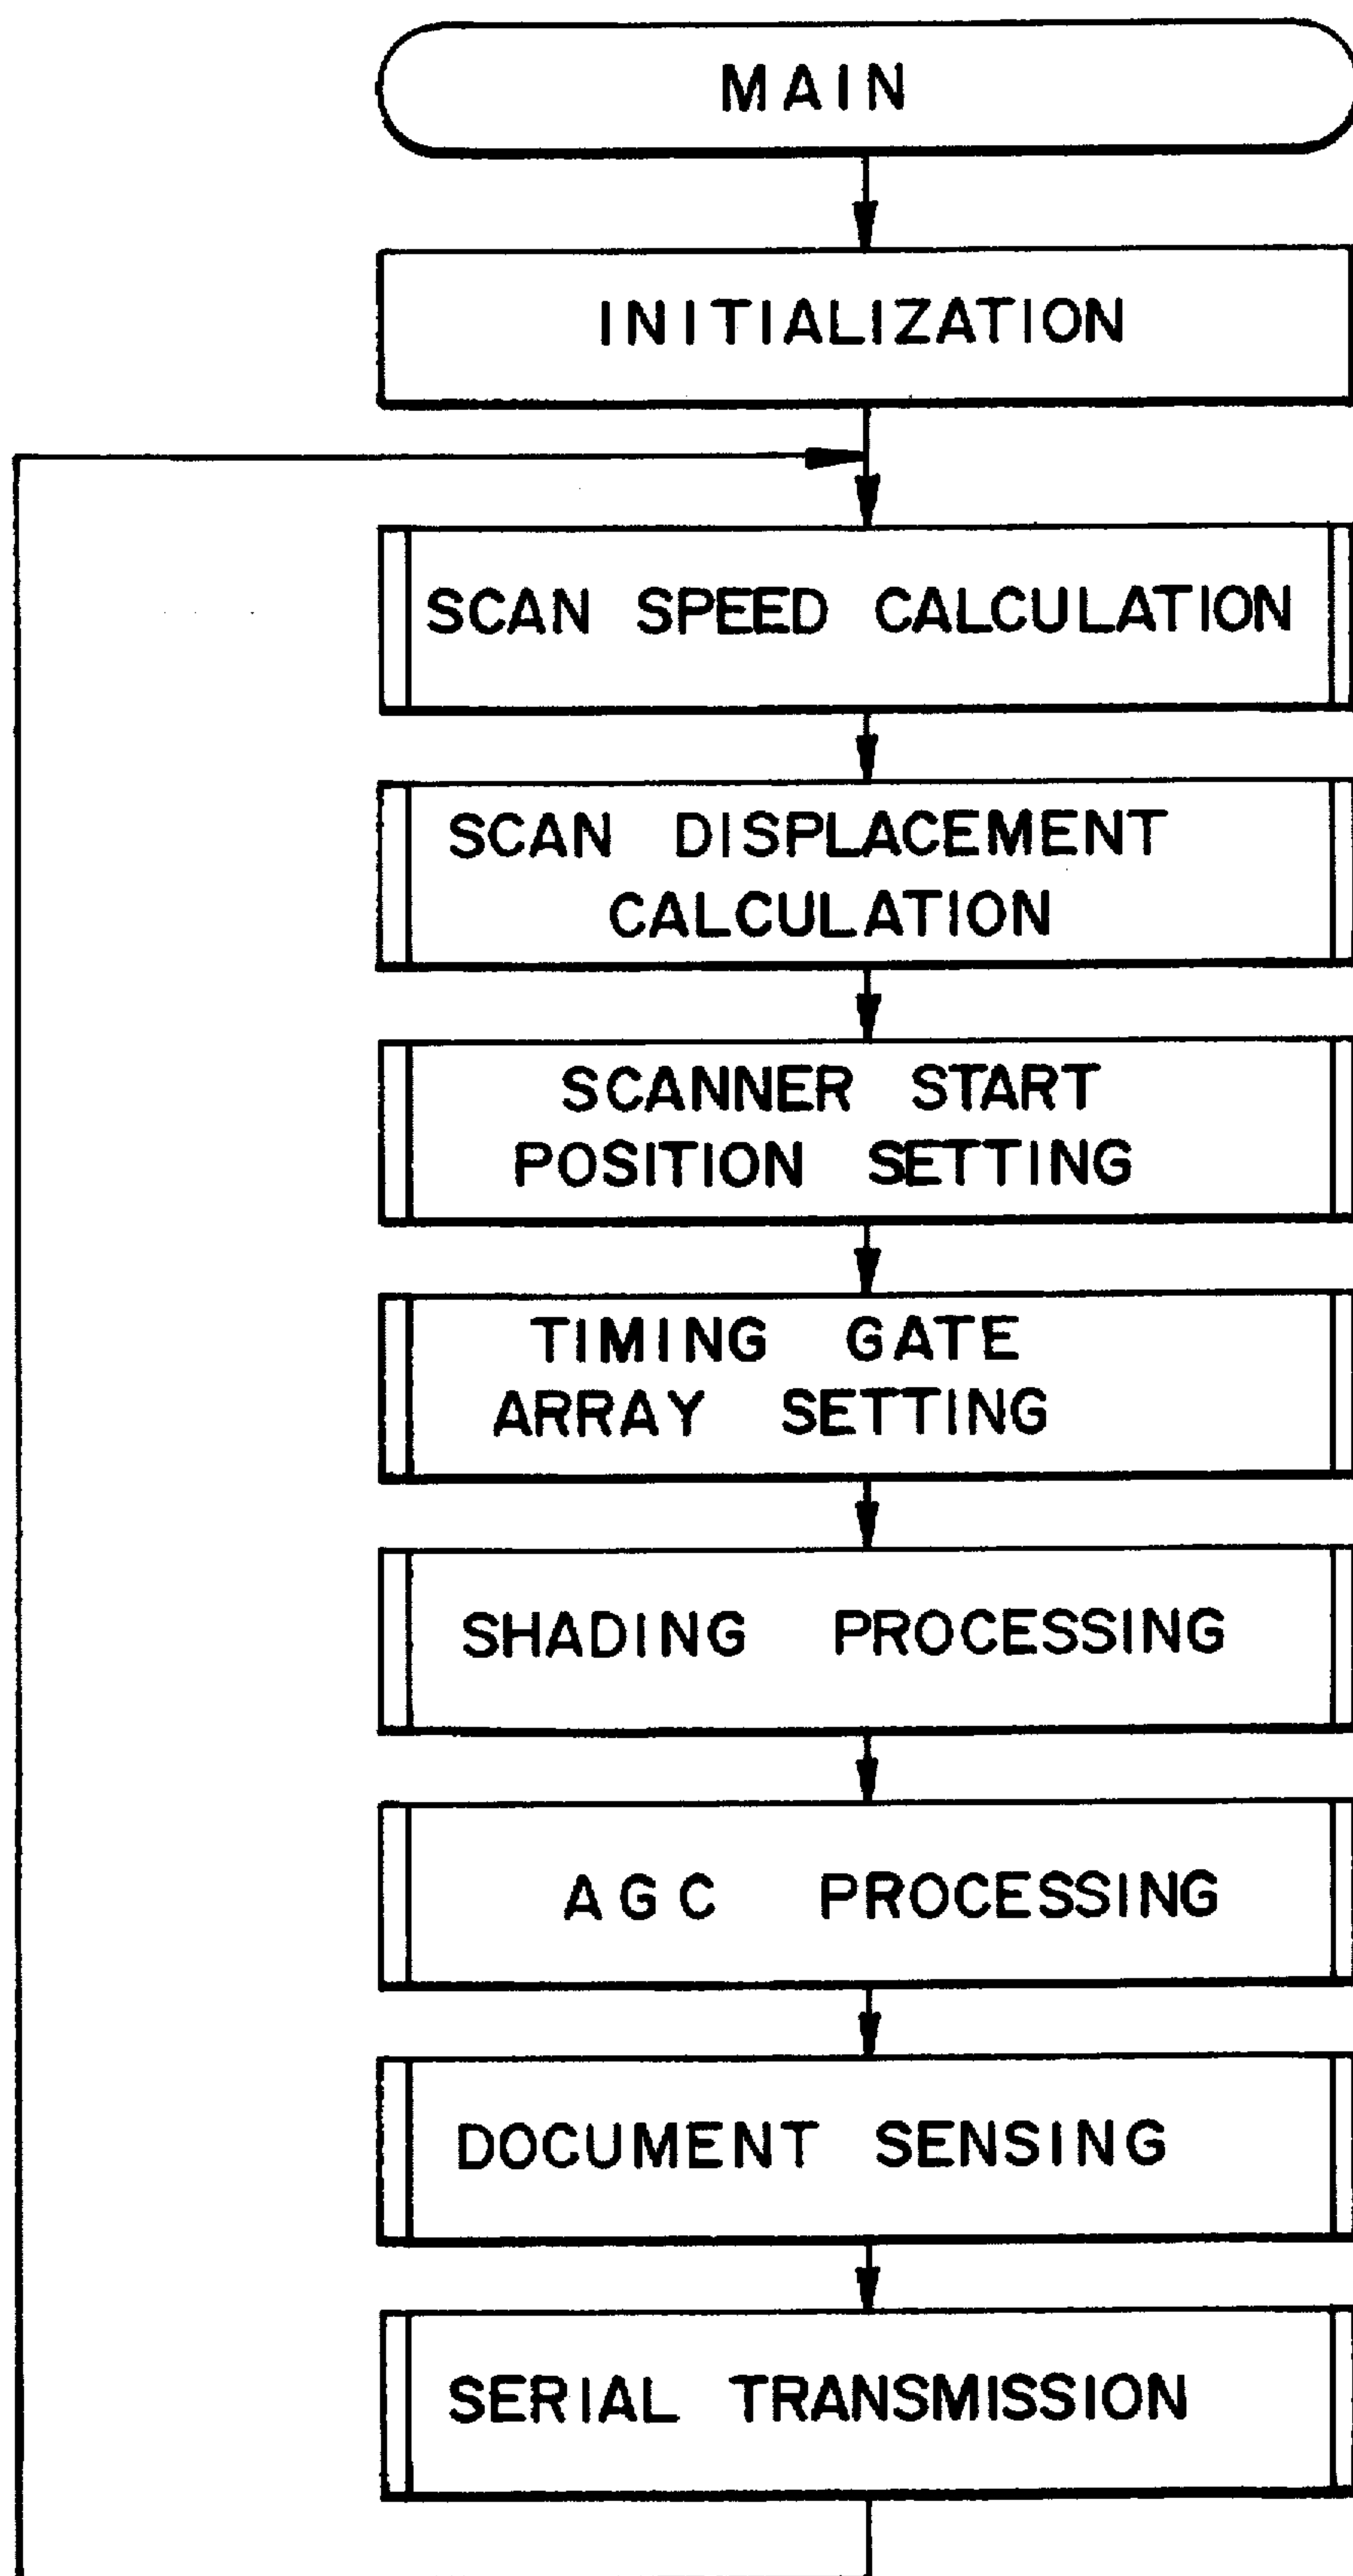 MAIN
INITIALIZATION
SCAN SPEED CALCULATION
SCAN DISPLACEMENT
CALCULATION
SCANNER START
POSITION SETTING
TIMING GATE
ARRAY SETTING
SHADING PROCESSING
AGC PROCESSING
DOCUMENT SENSING
SERIAL TRANSMISSION